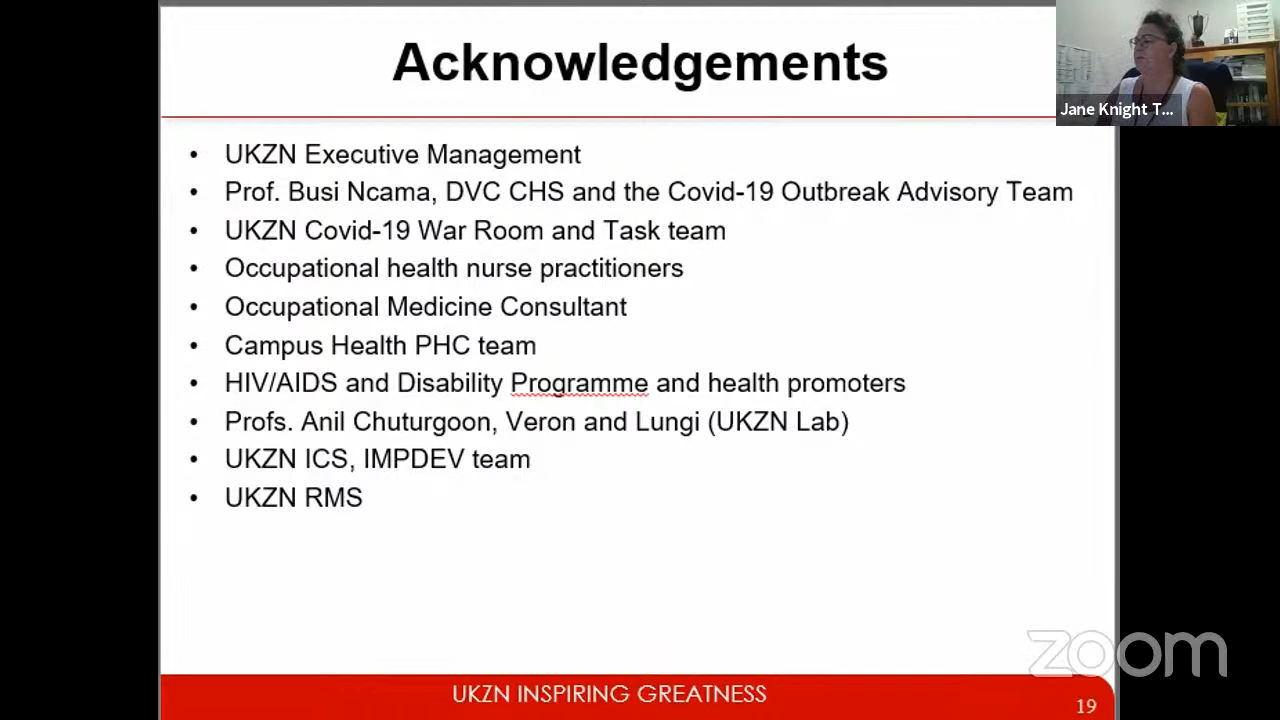 Acknowledgements
Jane Knight T...
• UKZN Executive Management
• Prof. Busi Ncama, DVC CHS and the Covid-19 Outbreak Advisory Team
• UKZN Covid-19 War Room and Task team
• Occupational health nurse practitioners
• Occupational Medicine Consultant
• Campus Health PHC team
• HIV/AIDS and Disability Programme and health promoters
• Profs. Anil Chuturgoon, Veron and Lungi (UKZN Lab)
• UKZN ICS, IMPDEV team
• UKZN RMS
zoom
UKZN INSPIRING GREATNESS
19